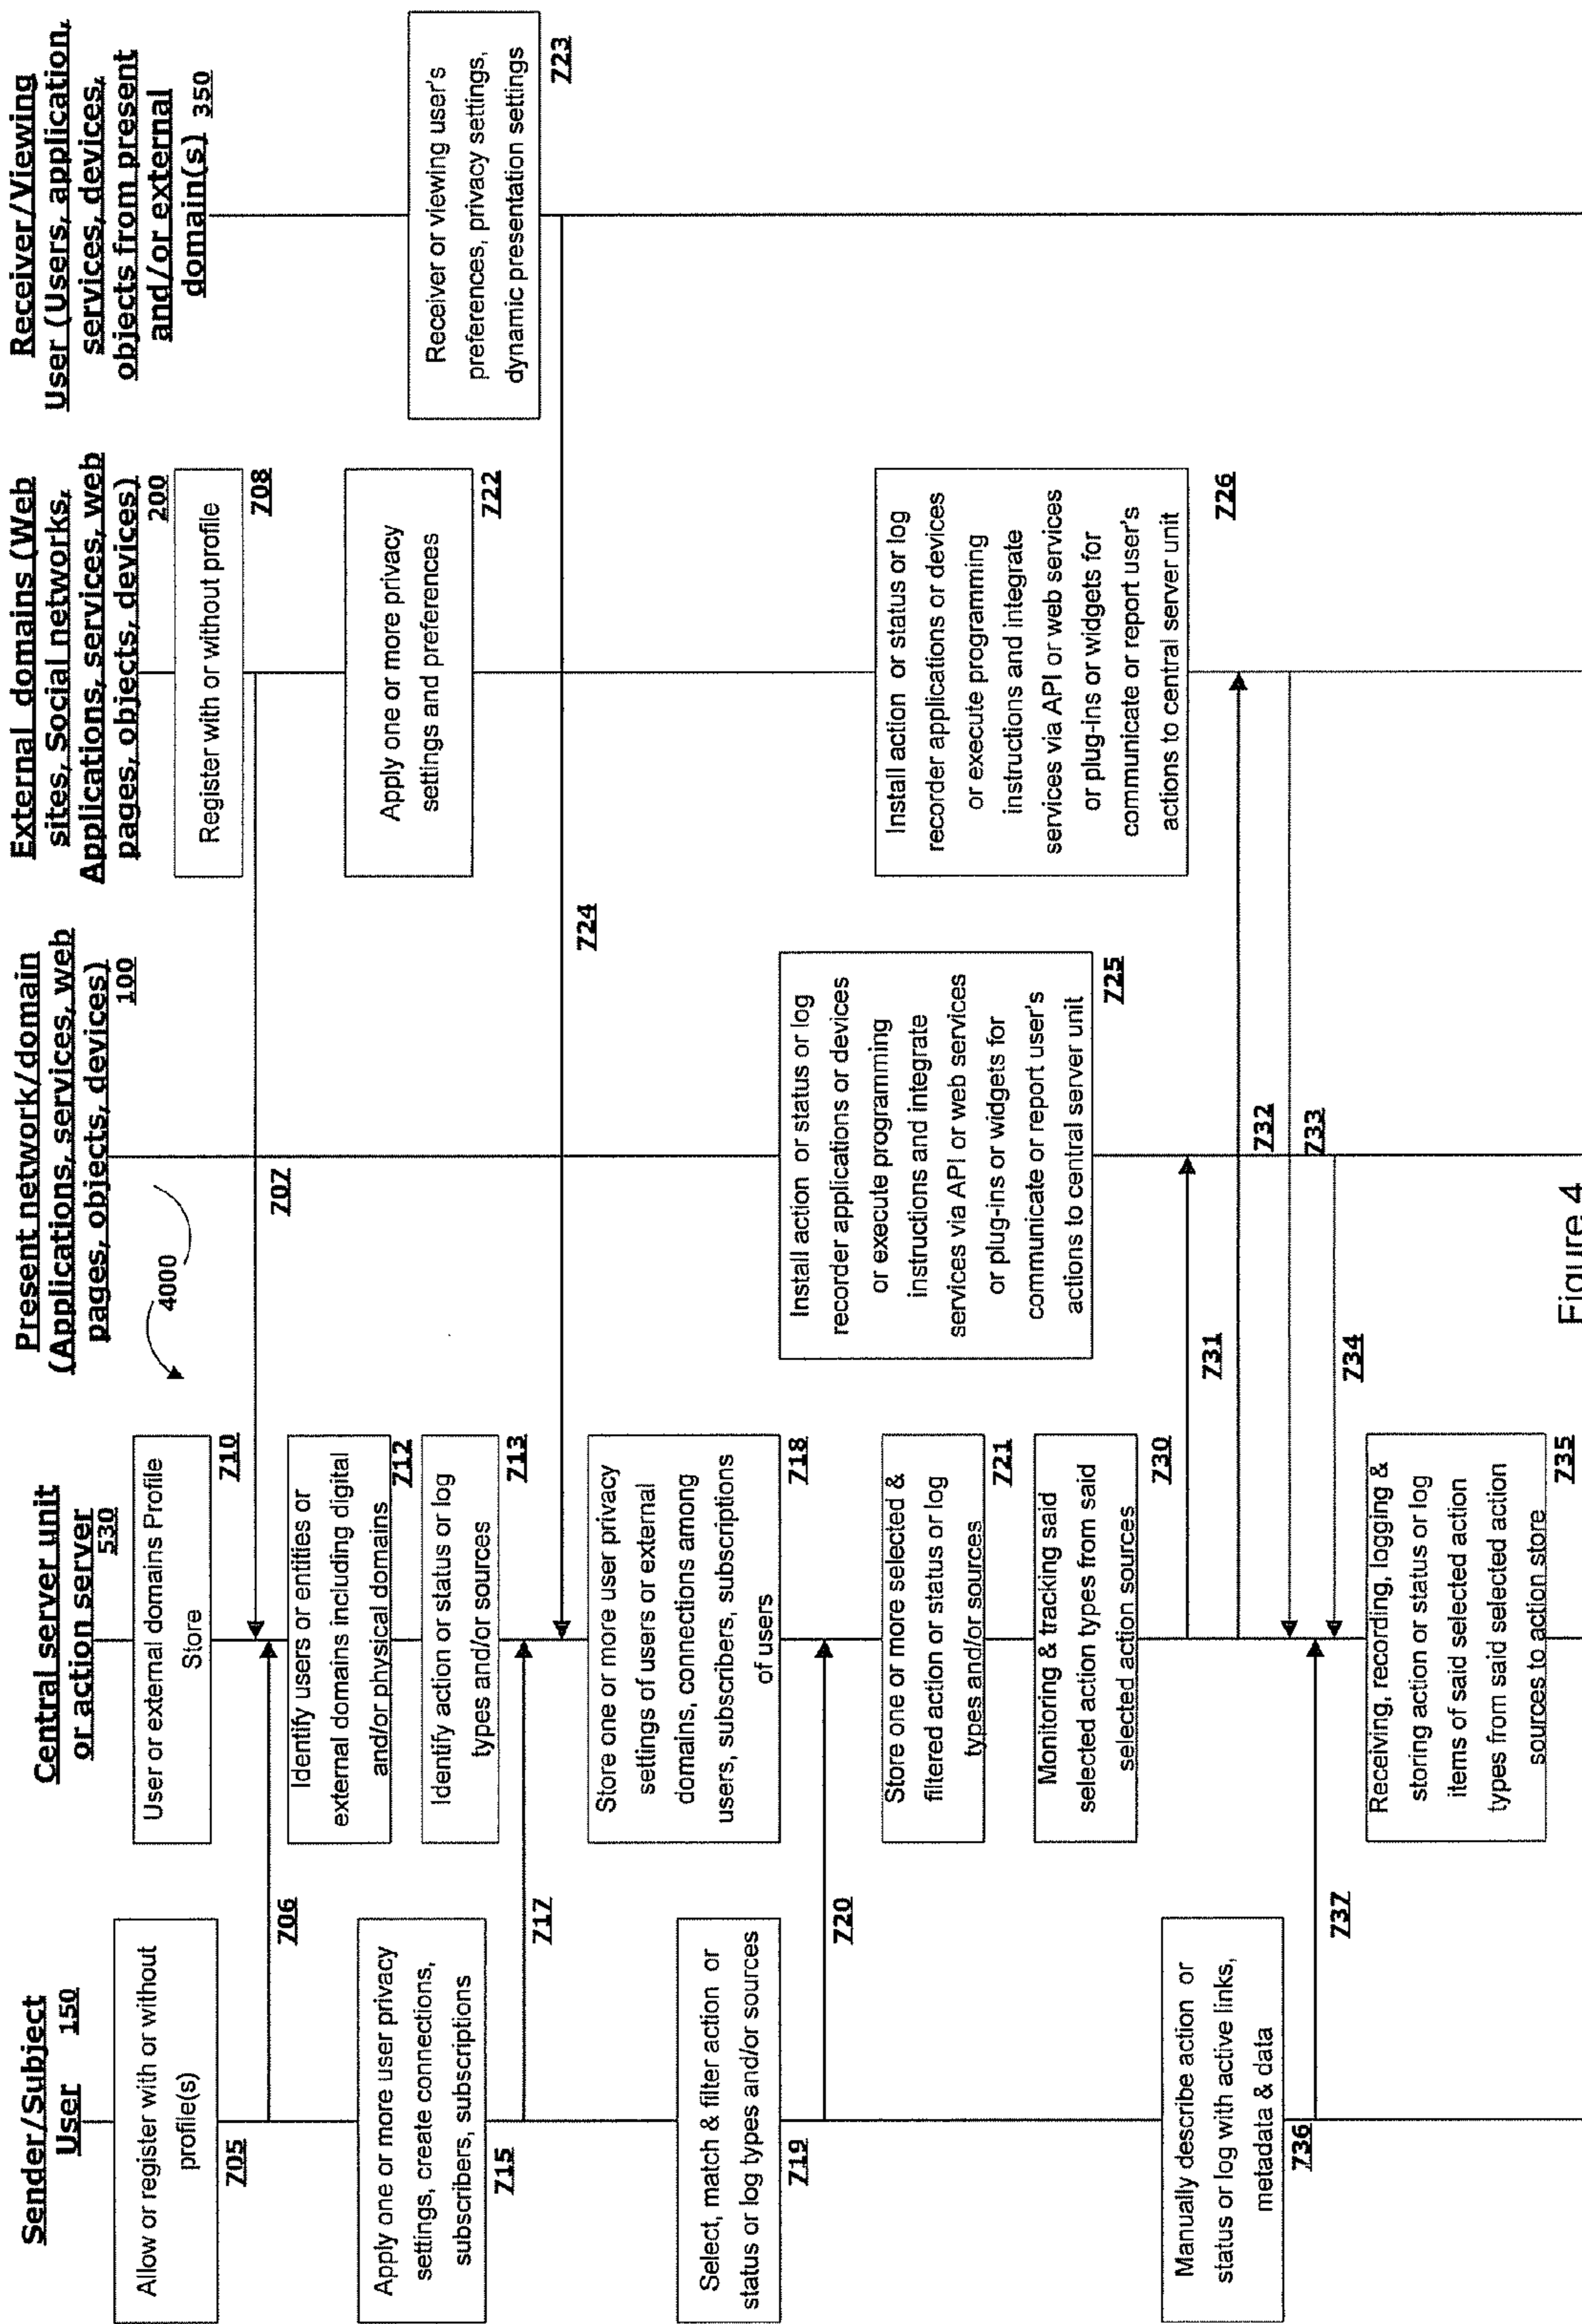 Sender/Subject
User 150
Allow or register with or without
profile(s)
705
706
Apply one or more user privacy
settings, create connections,
subscribers, subscriptions
715
717
Select, match & filter action or
status or log types and/or sources
719
720
Manually describe action or
status or log with active links,
metadata & data
736
737
Central server unit
or action server
530
User or external domains Profile
Store
710
Identify users or entities or
external domains including digital
and/or physical domains
712
Identify action or status or log
types and/or sources
713
Store one or more user privacy
settings of users or external
domains, connections among
users, subscribers, subscriptions
of users
718
Store one or more selected &
filtered action or status or log
types and/or sources
721
Monitoring & tracking said
selected action types from said
selected action sources
730
Receiving, recording, logging &
storing action or status or log
items of said selected action
types from said selected action
sources to action store
735
Present network/domain
(Applications, services, web
pages, objects, devices)
100
4000
707
724
Install action or status or log
recorder applications or devices
or execute programming
instructions and integrate
services via API or web services
or plug-ins or widgets for
communicate or report user's
actions to central server unit
725
731
732
733
734
External domains (Web
sites, Social networks,
Applications, services, web
pages, objects, devices)
200
Register with or without profile
708
Apply one or more privacy
settings and preferences
722
Install action or status or log
recorder applications or devices
or execute programming
instructions and integrate
services via API or web services
or plug-ins or widgets for
communicate or report user's
actions to central server unit
726
Receiver/Viewing
User (Users, application,
services, devices,
objects from present
and/or external
domain(s) 350
Receiver or viewing user's
preferences, privacy settings,
dynamic presentation settings
723
Figure 4